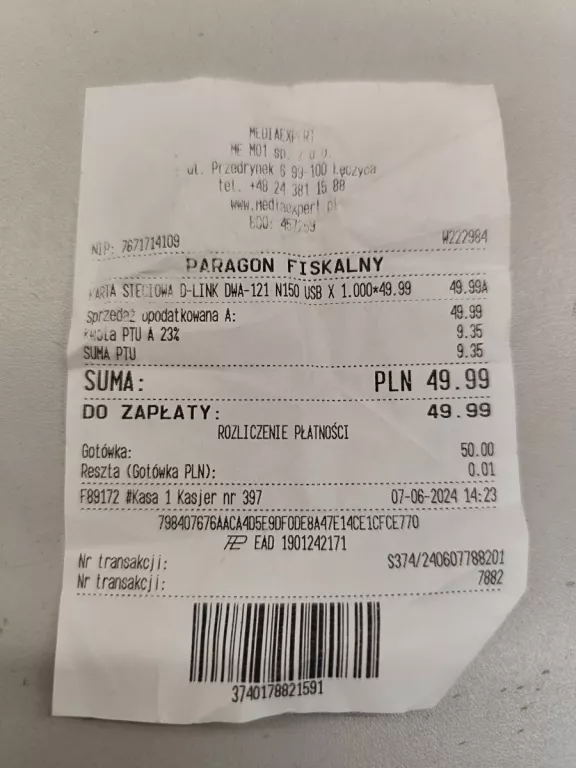 MEDIAEXPERT
ME M01 sp. z o.o.
ul. Przedrynek 6 99-100 Łęczyca
tel. +48 24 381 15 88
www.mediaexpert.pl
BDO:
NIP: 7671714109 W222984
PARAGON FISKALNY
KARTA SIECIOWA D-LINK DWA-121 N150 USB X 1.000*49.99 49.99A
Sprzedaż opodatkowana A: 49.99
Kwota PTU A 23% 9.35
SUMA PTU 9.35
SUMA: PLN 49.99
DO ZAPŁATY: 49.99
ROZLICZENIE PŁATNOŚCI
Gotówka: 50.00
Reszta (Gotówka PLN): 0.01
F89172 #Kasa 1 Kasjer nr 397 07-06-2024 14:23
798407676AACA4D5E9DF0DE8A47E14CE1CFCE770
EAD 1901242171
Nr transakcji: S374/240607788201
Nr transakcji: 7882
3740178821591